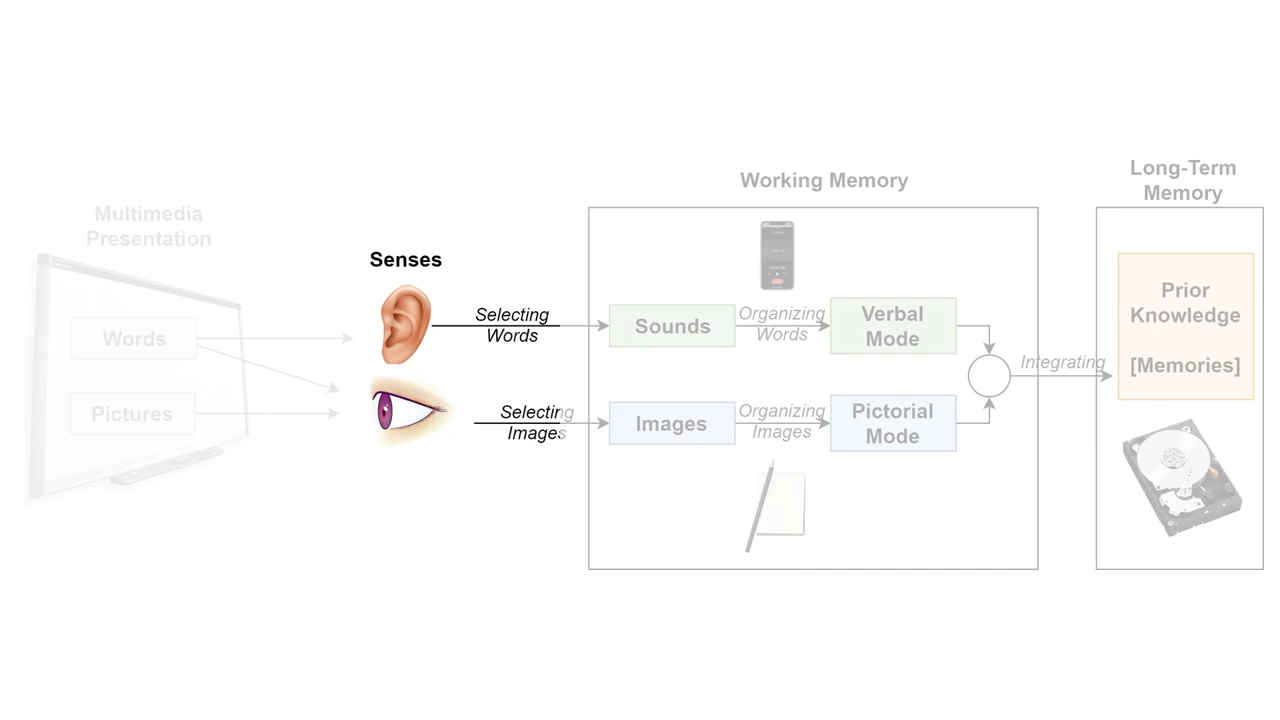 Multimedia
Presentation
Words
Pictures
Senses
Selecting
Words
Selecting
Images
Working Memory
Sounds
Organizing
Words
Verbal
Mode
Images
Organizing
Images
Pictorial
Mode
Integrating
Long-Term
Memory
Prior
Knowledge
[Memories]